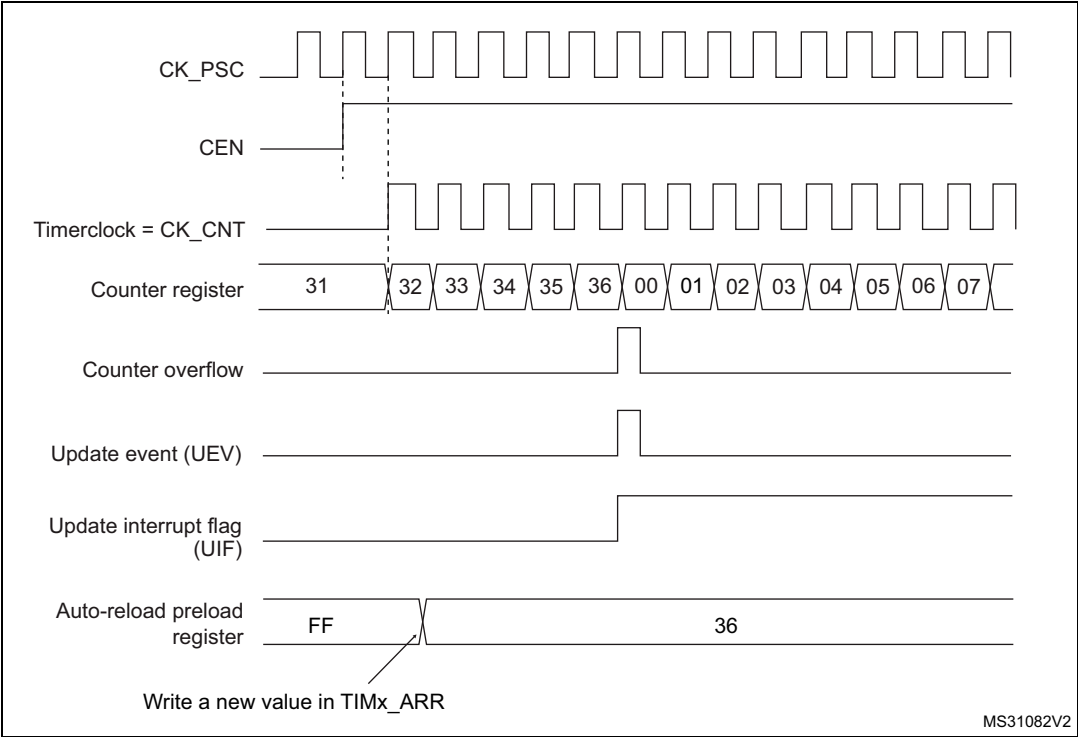 CK_PSC
CEN
Timerclock = CK_CNT
Counter register
31 32 33 34 35 36 00 01 02 03 04 05 06 07
Counter overflow
Update event (UEV)
Update interrupt flag
(UIF)
Auto-reload preload
register
FF 36
Write a new value in TIMx_ARR
MS31082V2